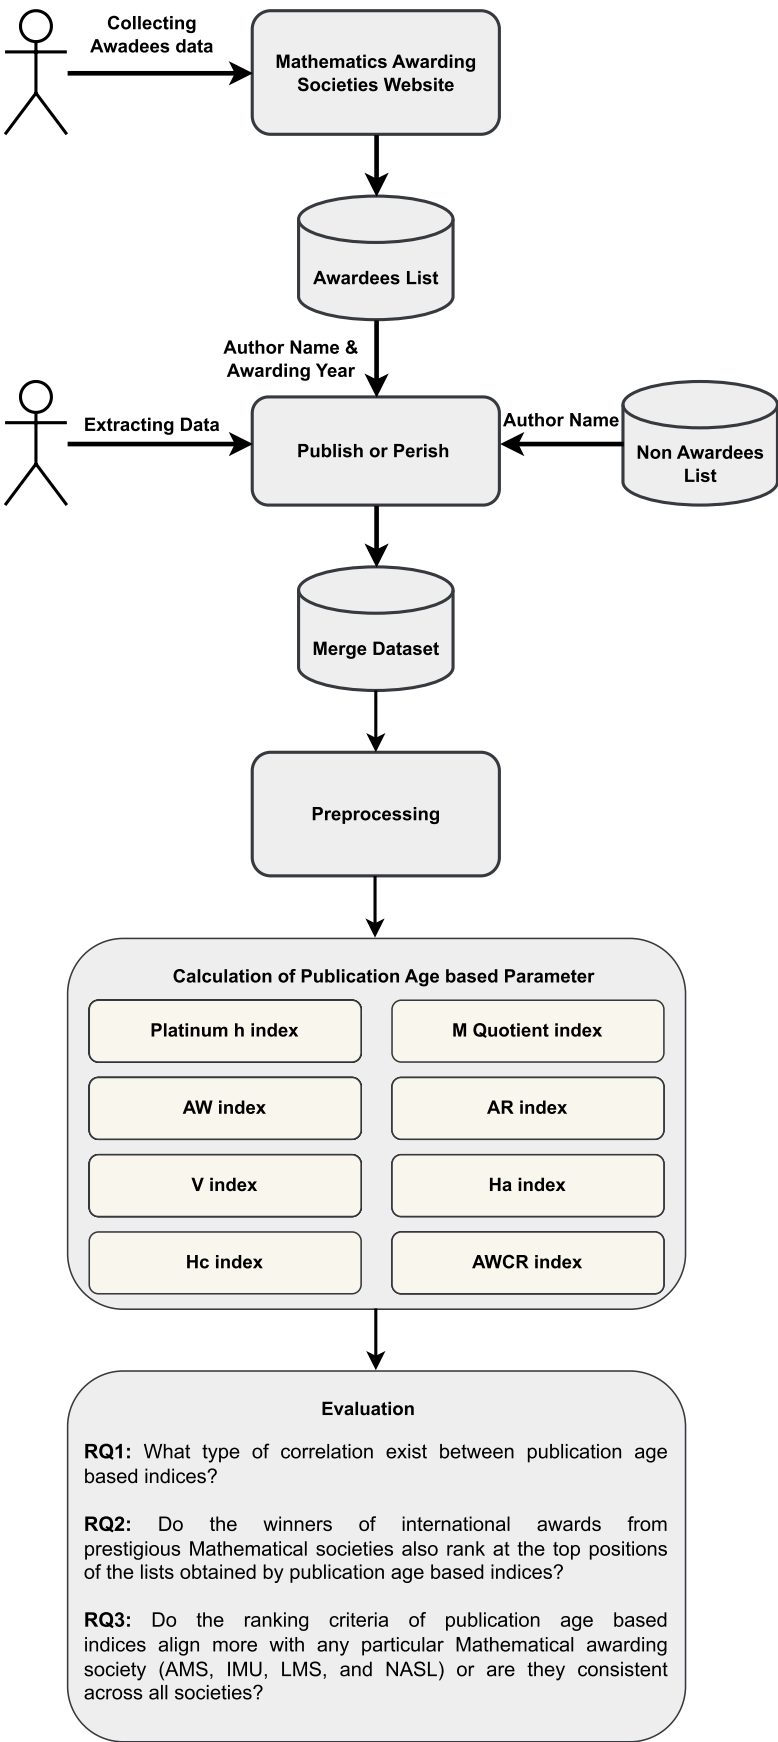 Collecting
Awadees data
Mathematics Awarding
Societies Website
Awardees List
Author Name &
Awarding Year
Extracting Data
Publish or Perish
Author Name
Non Awardees
List
Merge Dataset
Preprocessing
Calculation of Publication Age based Parameter
Platinum h index
M Quotient index
AW index
AR index
V index
Ha index
Hc index
AWCR index
Evaluation
RQ1: What type of correlation exist between publication age
based indices?
RQ2: Do the winners of international awards from
prestigious Mathematical societies also rank at the top positions
of the lists obtained by publication age based indices?
RQ3: Do the ranking criteria of publication age based
indices align more with any particular Mathematical awarding
society (AMS, IMU, LMS, and NASL) or are they consistent
across all societies?